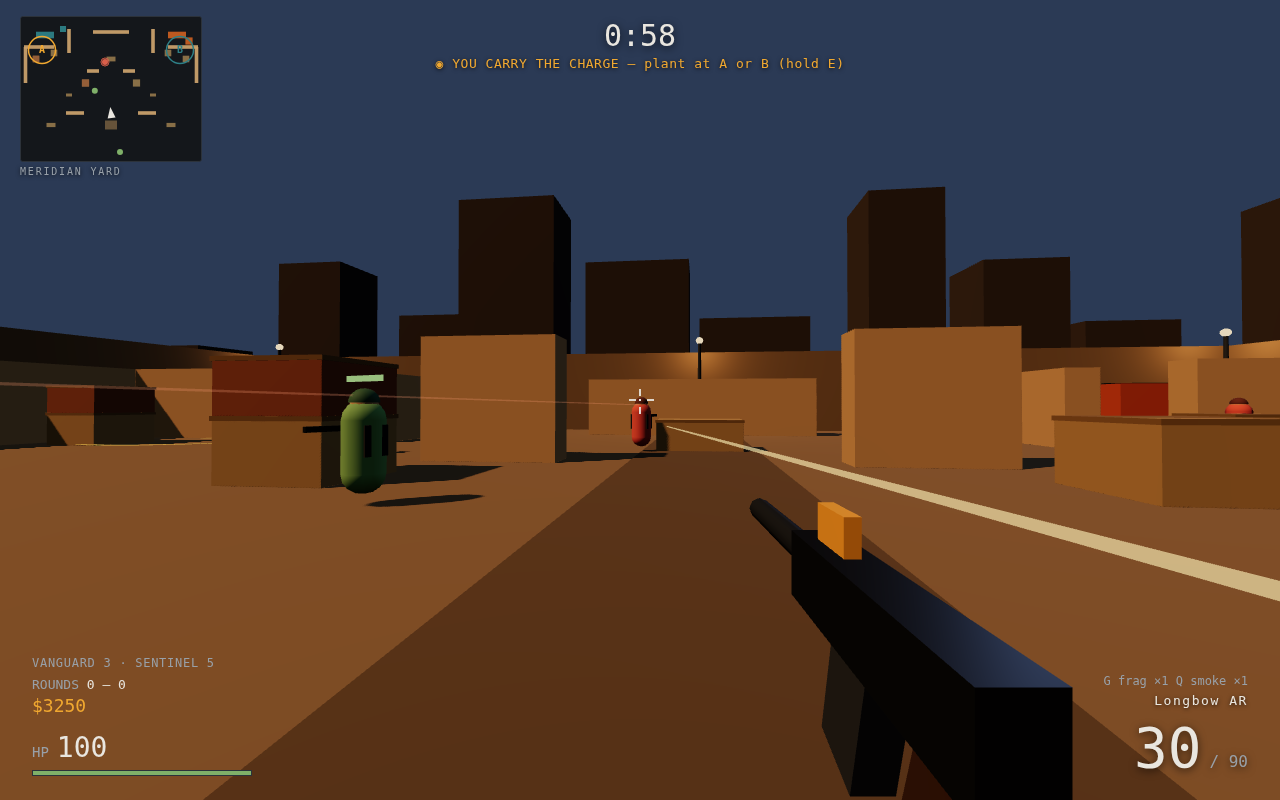 0:58
◉ YOU CARRY THE CHARGE — plant at A or B (hold E)
A
MERIDIAN YARD
VANGUARD 3 · SENTINEL 5
ROUNDS 0 — 0
$3250
HP 100
G frag ×1 Q smoke ×1
Longbow AR
30 / 90